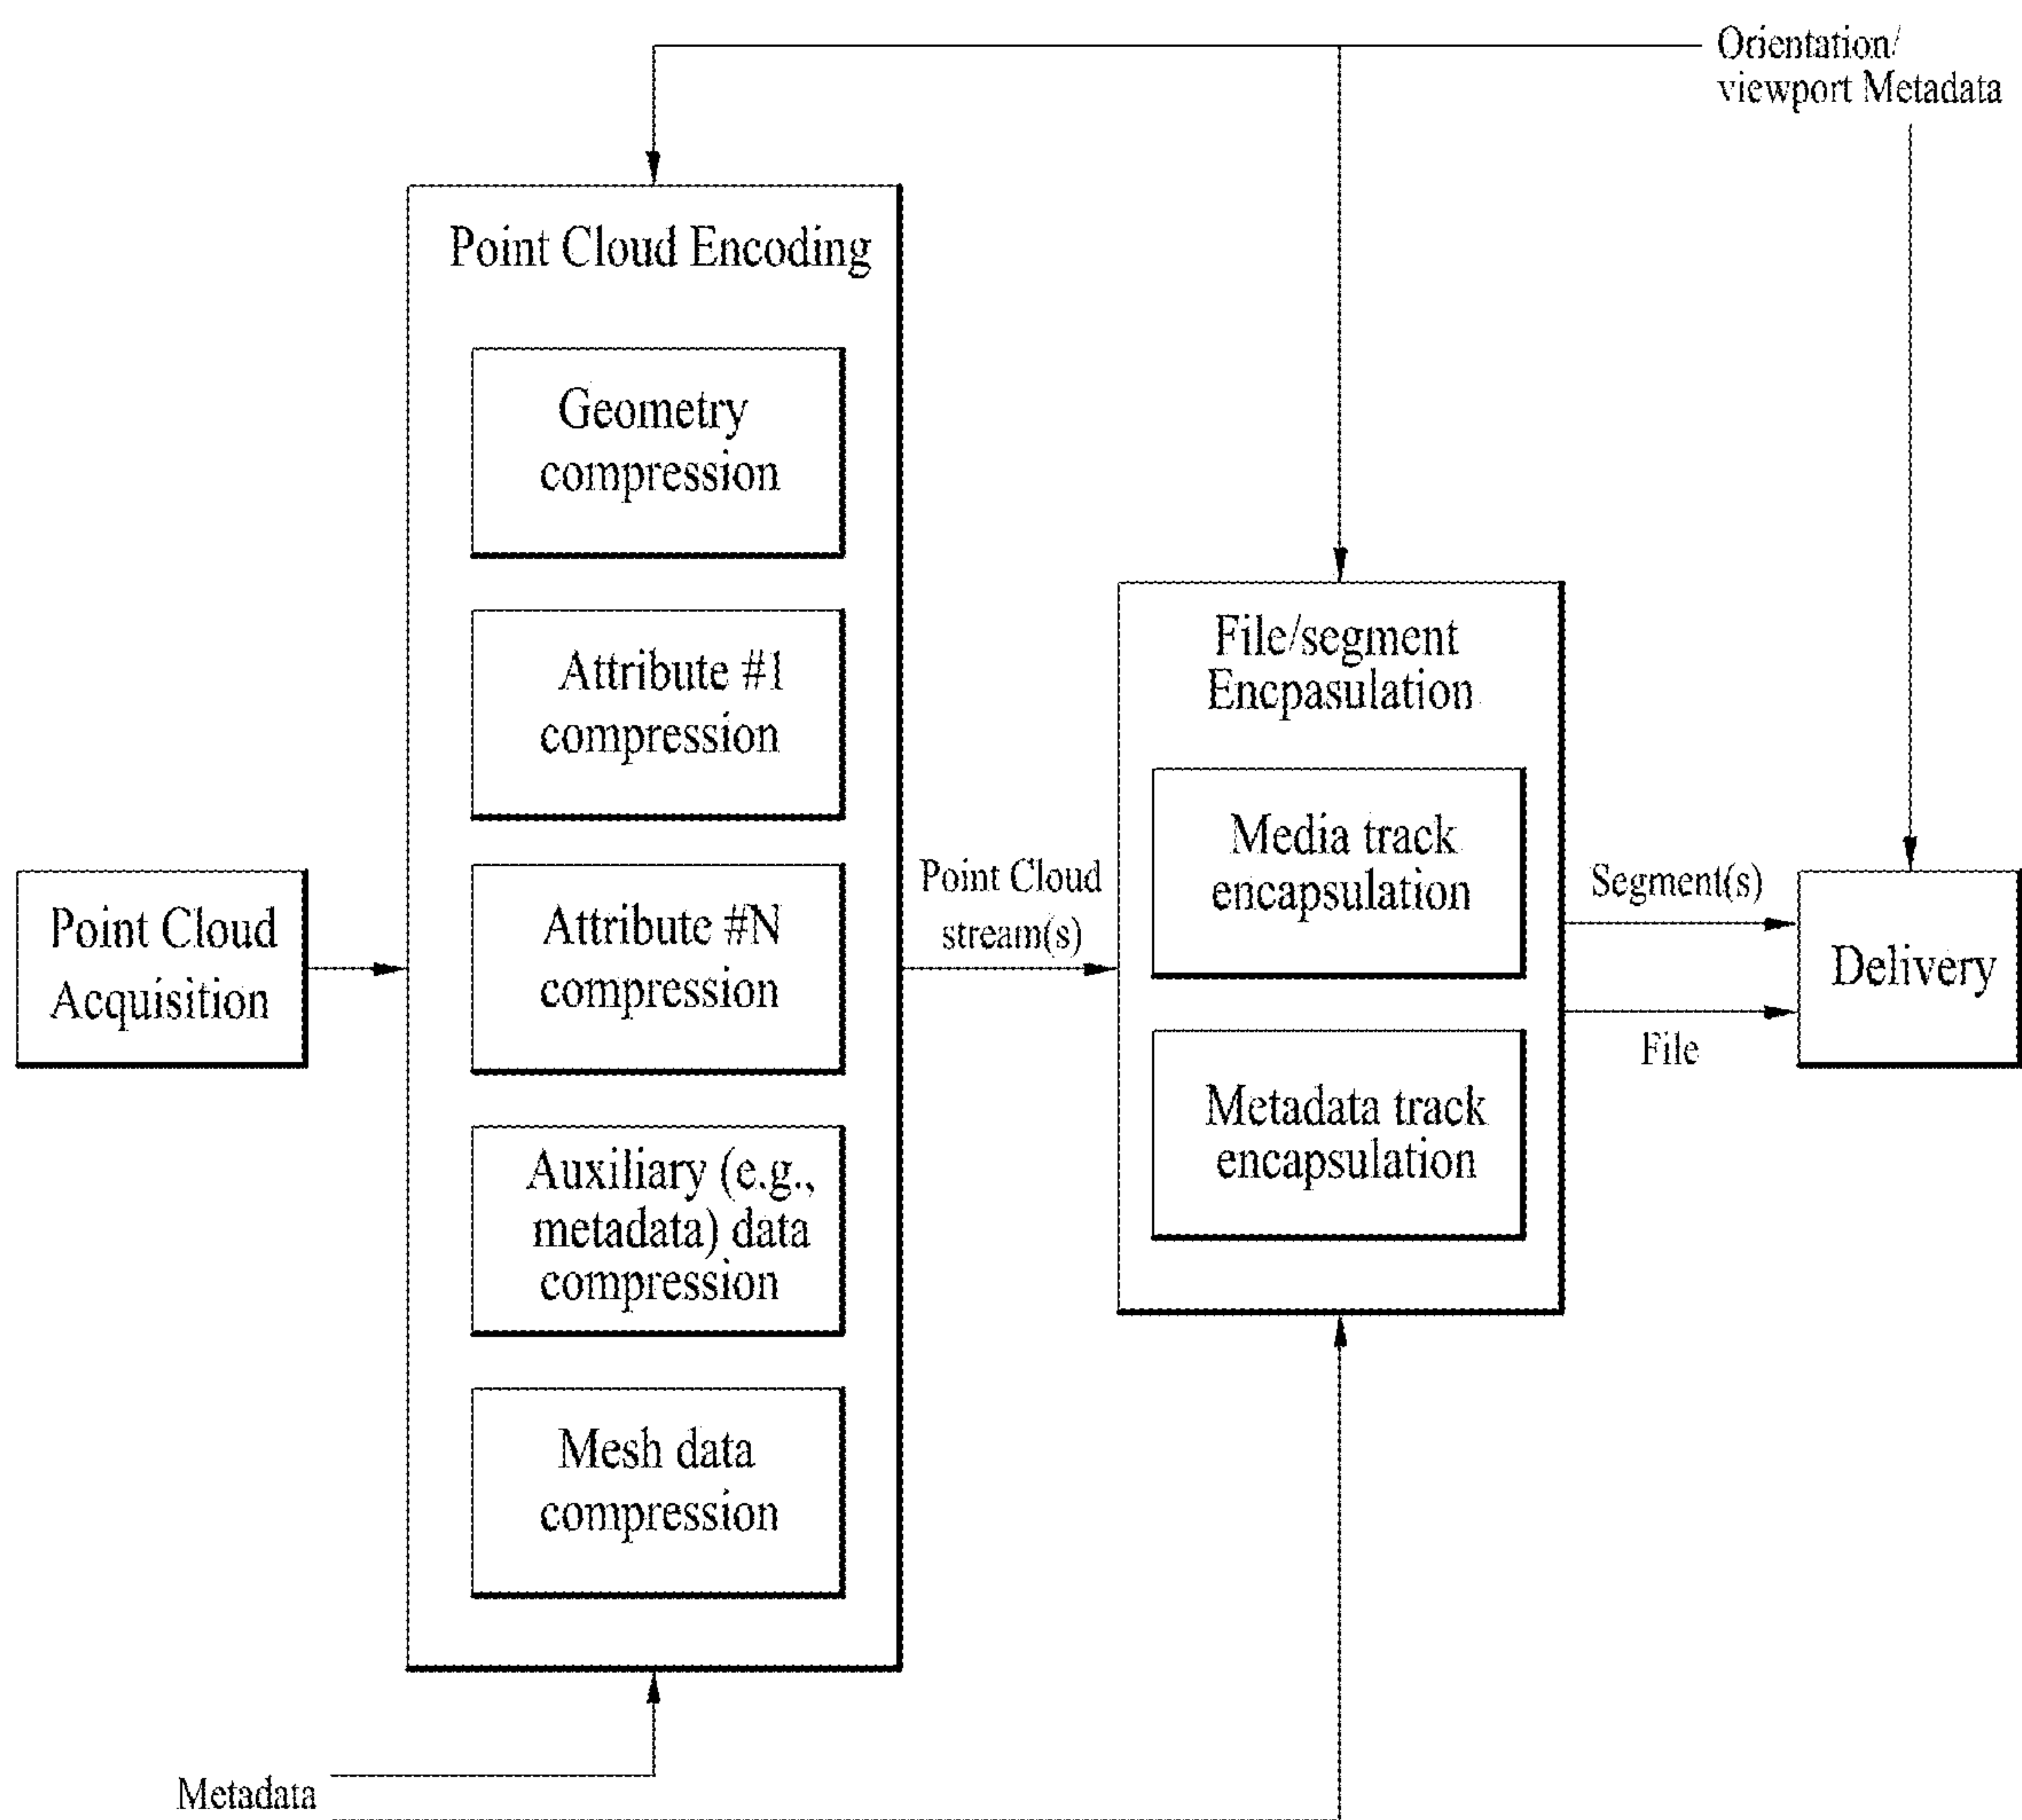 Orientation/
viewport Metadata
Point Cloud Encoding
Geometry
compression
Attribute #1
compression
Attribute #N
compression
Auxiliary (e.g.,
metadata) data
compression
Mesh data
compression
Point Cloud
Acquisition
Point Cloud
stream(s)
File/segment
Encpasulation
Media track
encapsulation
Metadata track
encapsulation
Segment(s)
File
Delivery
Metadata